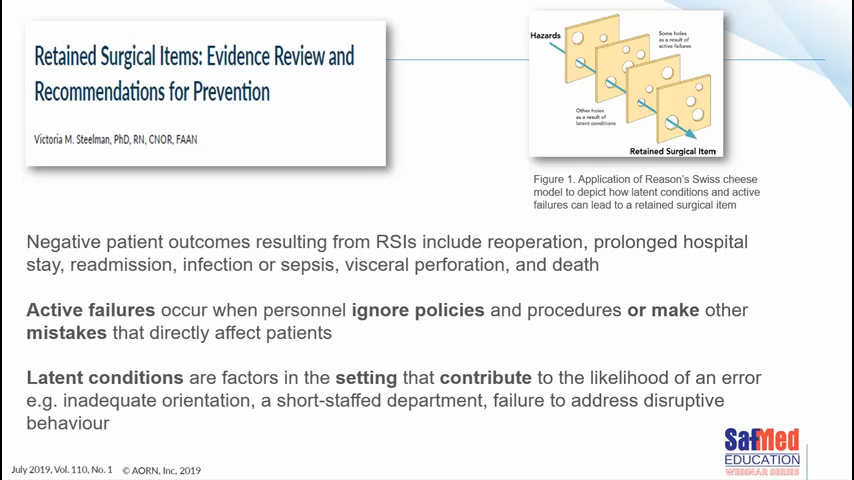 Retained Surgical Items: Evidence Review and
Recommendations for Prevention
Victoria M. Steelman, PhD, RN, CNOR, FAAN
Hazards
Some holes
as a result of
active failures
Other holes
as a result of
latent conditions
Retained Surgical Item
Figure 1. Application of Reason's Swiss cheese
model to depict how latent conditions and active
failures can lead to a retained surgical item
Negative patient outcomes resulting from RSIs include reoperation, prolonged hospital
stay, readmission, infection or sepsis, visceral perforation, and death
Active failures occur when personnel ignore policies and procedures or make other
mistakes that directly affect patients
Latent conditions are factors in the setting that contribute to the likelihood of an error
e.g. inadequate orientation, a short-staffed department, failure to address disruptive
behaviour
SafMed
EDUCATION
WEBINAR SERIES
July 2019, Vol. 110, No. 1 © AORN, Inc, 2019